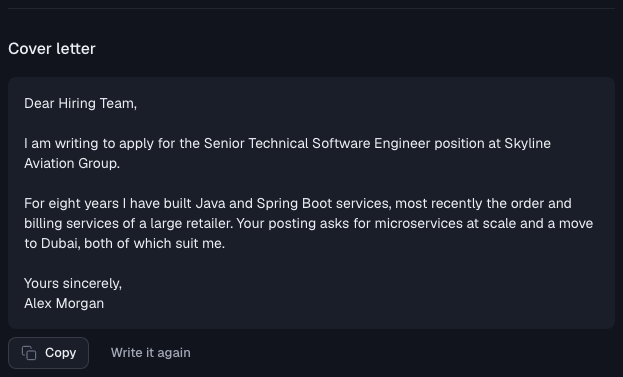 Cover letter
Dear Hiring Team,
I am writing to apply for the Senior Technical Software Engineer position at Skyline
Aviation Group.
For eight years I have built Java and Spring Boot services, most recently the order and
billing services of a large retailer. Your posting asks for microservices at scale and a move
to Dubai, both of which suit me.
Yours sincerely,
Alex Morgan
Copy
Write it again